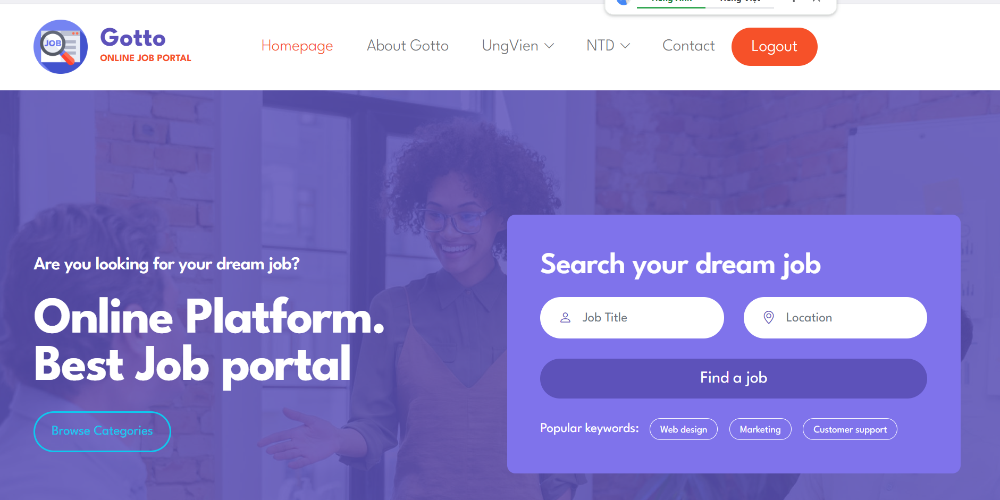 JOB
Gotto
ONLINE JOB PORTAL
Homepage
About Gotto
UngVien
NTD
Contact
Logout
Are you looking for your dream job?
Online Platform.
Best Job portal
Browse Categories
Search your dream job
Job Title
Location
Find a job
Popular keywords:
Web design
Marketing
Customer support